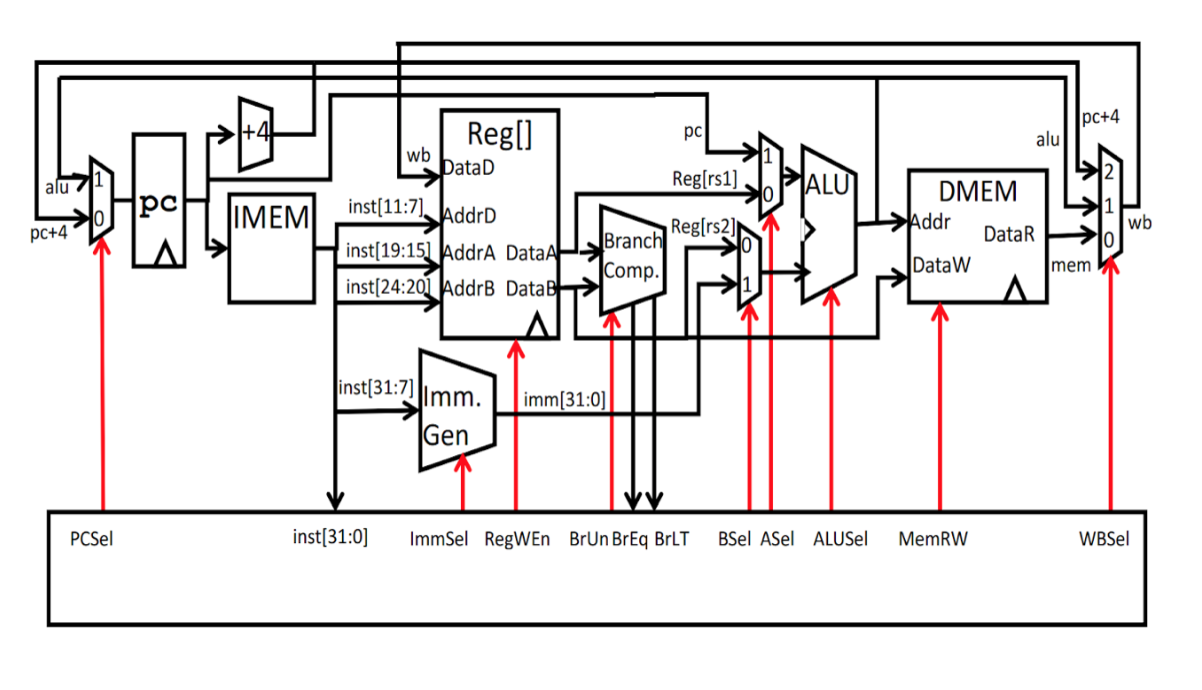 pc+4
alu
+4
Reg[]
pc
wb
DataD
1
ALU
2
alu
1
0
pc+4
pc
IMEM
inst[11:7]
AddrD
Reg[rs1]
0
DMEM
1
wb
Addr
DataR
0
mem
inst[19:15]
AddrA
DataA
Branch
Comp.
Reg[rs2]
0
DataW
inst[24:20]
AddrB
DataB
1
inst[31:7]
Imm.
Gen
imm[31:0]
PCSel
inst[31:0]
ImmSel
RegWEn
BrUn
BrEq
BrLT
BSel
ASel
ALUSel
MemRW
WBSel